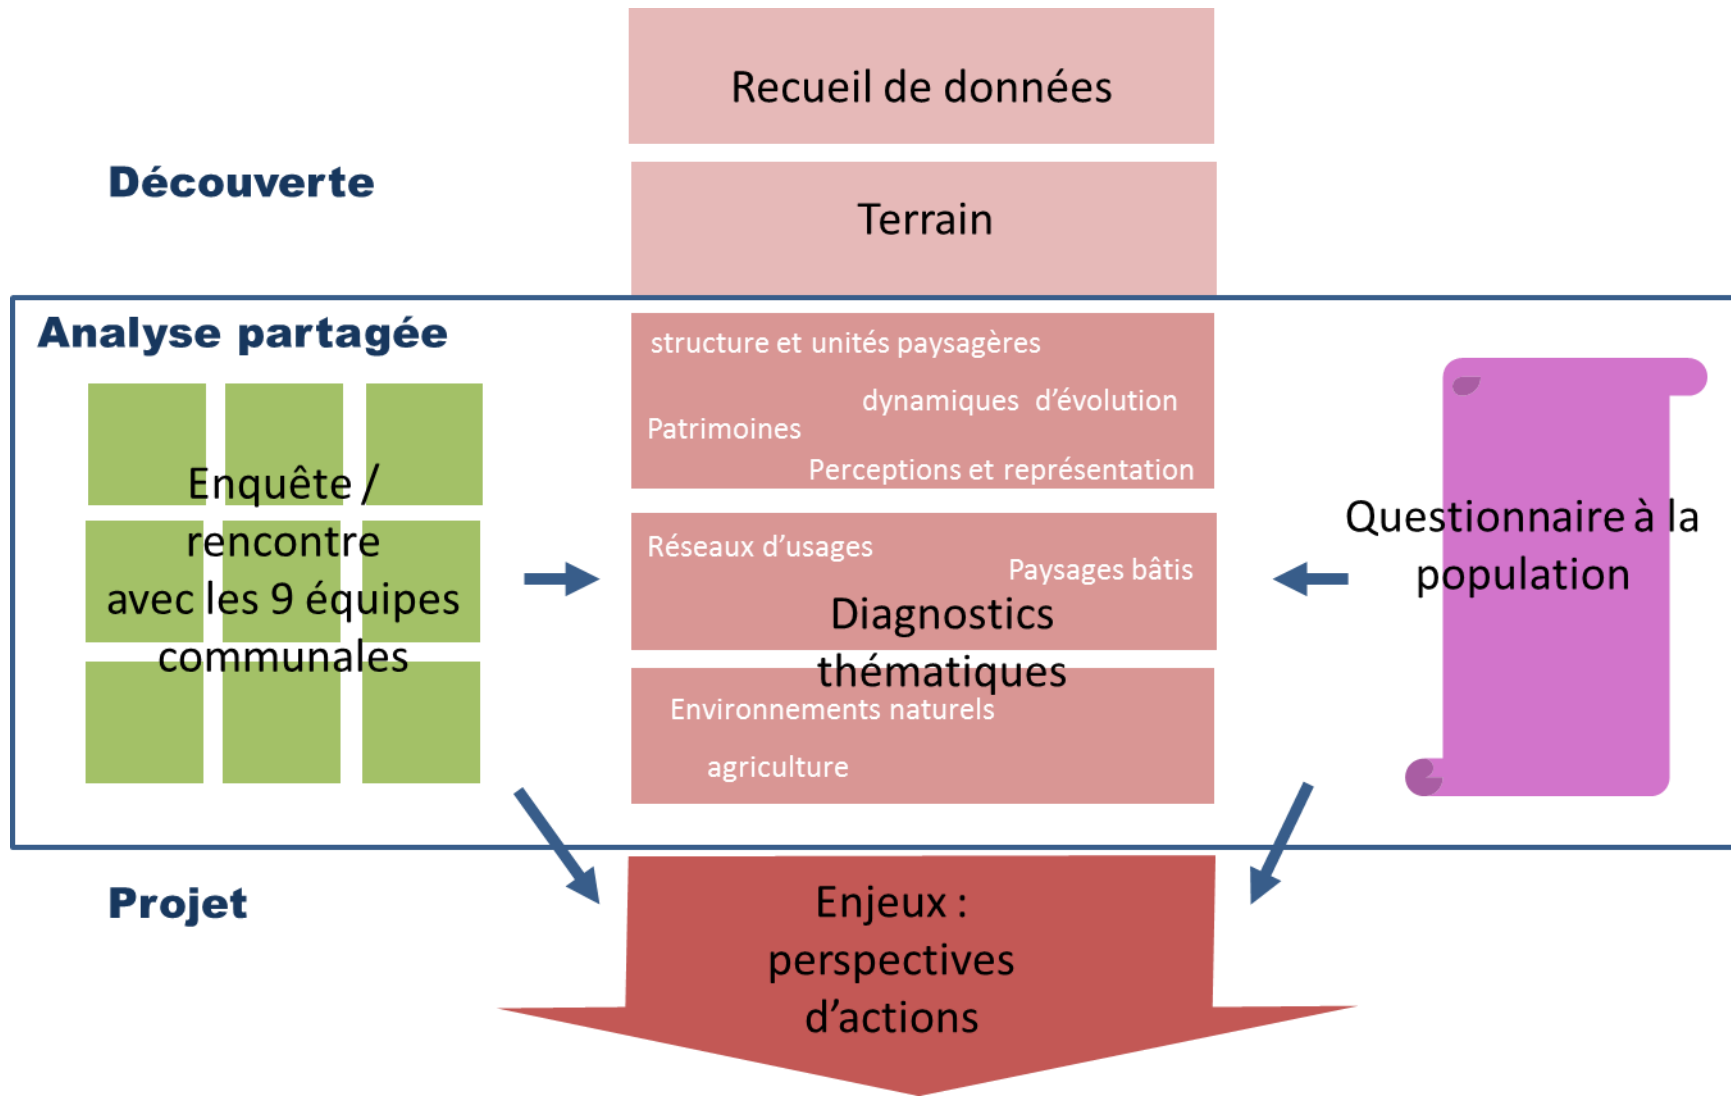 Recueil de données
Découverte
Terrain
Analyse partagée
structure et unités paysagères
dynamiques d’évolution
Patrimoines
Perceptions et représentation
Enquête /
rencontre
avec les 9 équipes
communales
Réseaux d’usages
Paysages bâtis
Diagnostics
thématiques
Environnements naturels
agriculture
Questionnaire à la
population
Projet
Enjeux :
perspectives
d’actions